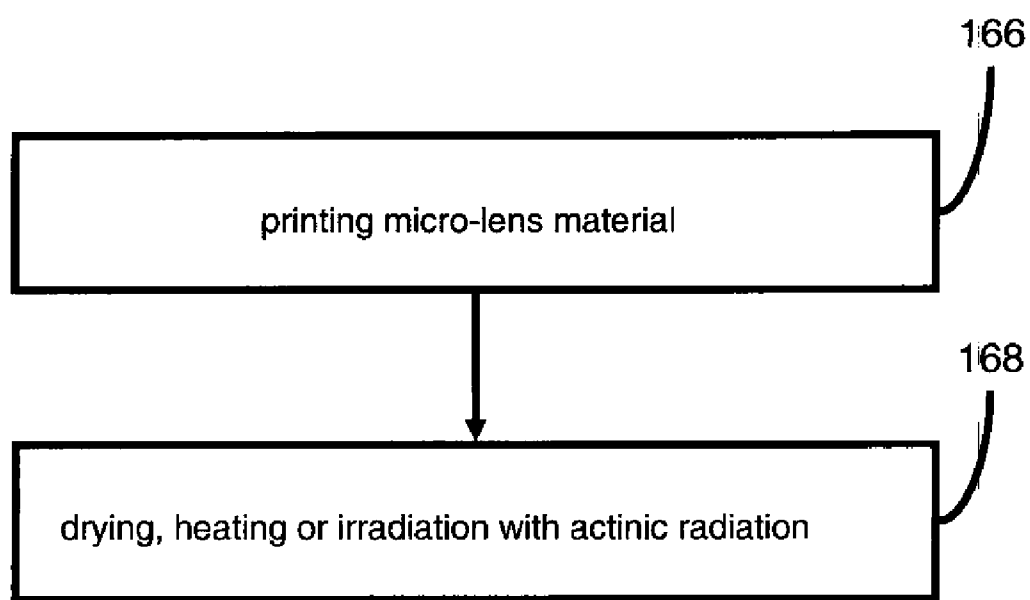 166
printing micro-lens material
168
drying, heating or irradiation with actinic radiation